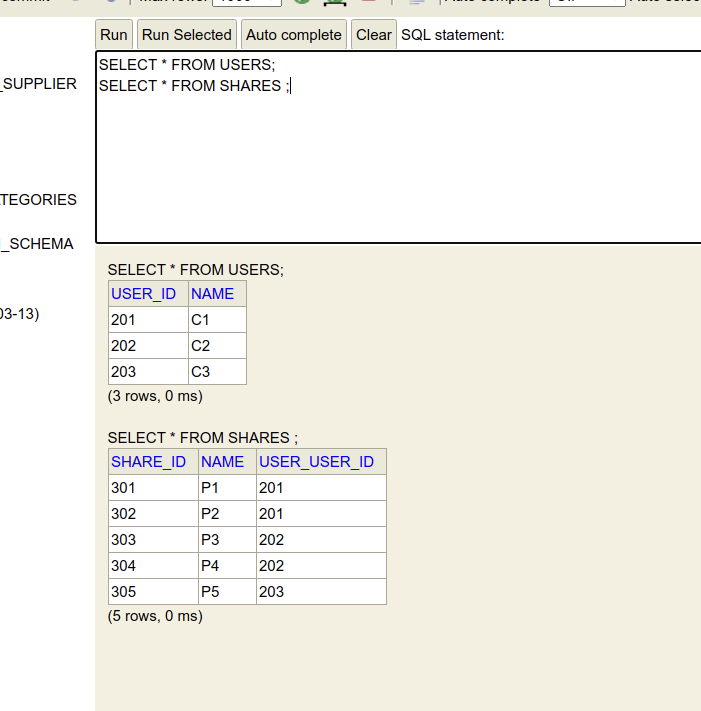 Run Run Selected Auto complete Clear SQL statement:
SELECT * FROM USERS;
SELECT * FROM SHARES ;
_SUPPLIER
TEGORIES
_SCHEMA
03-13)
SELECT * FROM USERS;
USER_ID NAME
201 C1
202 C2
203 C3
(3 rows, 0 ms)
SELECT * FROM SHARES ;
SHARE_ID NAME USER_USER_ID
301 P1 201
302 P2 201
303 P3 202
304 P4 202
305 P5 203
(5 rows, 0 ms)